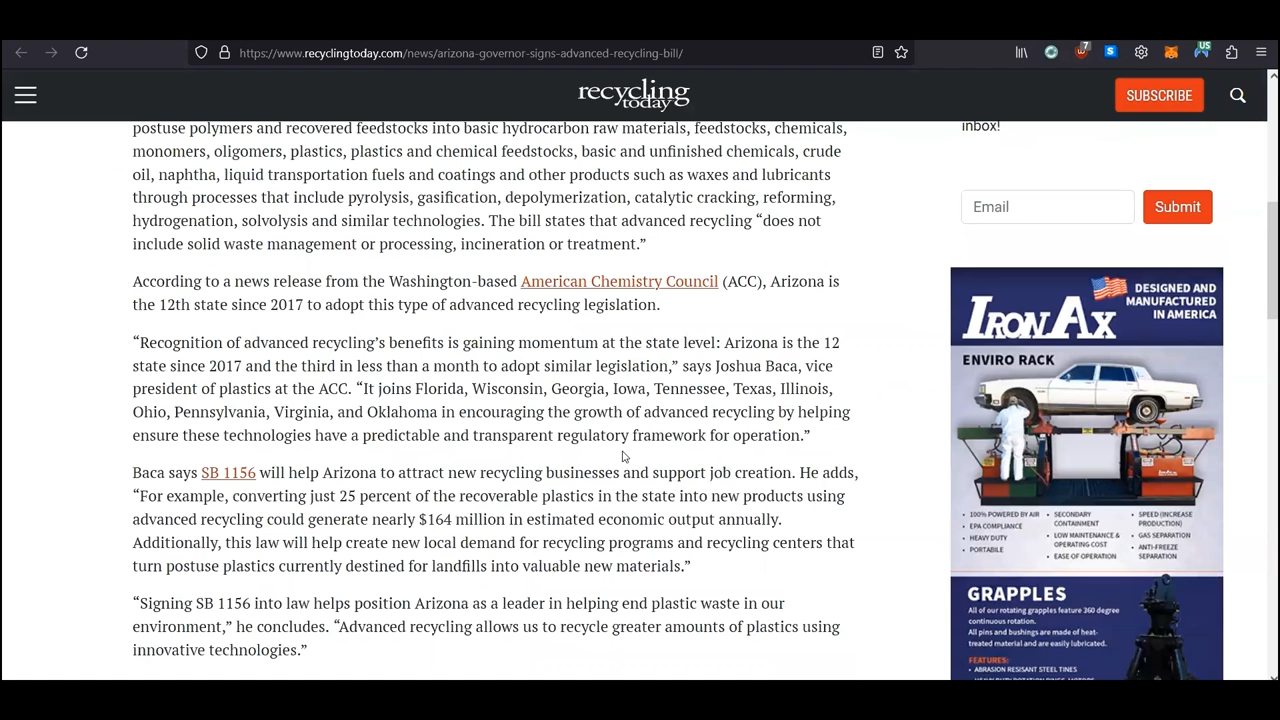 https://www.recyclingtoday.com/news/arizona-governor-signs-advanced-recycling-bill/
7
S
US
recycling
today
SUBSCRIBE
postuse polymers and recovered feedstocks into basic hydrocarbon raw materials, feedstocks, chemicals,
monomers, oligomers, plastics, plastics and chemical feedstocks, basic and unfinished chemicals, crude
oil, naphtha, liquid transportation fuels and coatings and other products such as waxes and lubricants
through processes that include pyrolysis, gasification, depolymerization, catalytic cracking, reforming,
hydrogenation, solvolysis and similar technologies. The bill states that advanced recycling “does not
include solid waste management or processing, incineration or treatment.”
According to a news release from the Washington-based American Chemistry Council (ACC), Arizona is
the 12th state since 2017 to adopt this type of advanced recycling legislation.
“Recognition of advanced recycling’s benefits is gaining momentum at the state level: Arizona is the 12
state since 2017 and the third in less than a month to adopt similar legislation,” says Joshua Baca, vice
president of plastics at the ACC. “It joins Florida, Wisconsin, Georgia, Iowa, Tennessee, Texas, Illinois,
Ohio, Pennsylvania, Virginia, and Oklahoma in encouraging the growth of advanced recycling by helping
ensure these technologies have a predictable and transparent regulatory framework for operation.”
Baca says SB 1156 will help Arizona to attract new recycling businesses and support job creation. He adds,
“For example, converting just 25 percent of the recoverable plastics in the state into new products using
advanced recycling could generate nearly $164 million in estimated economic output annually.
Additionally, this law will help create new local demand for recycling programs and recycling centers that
turn postuse plastics currently destined for landfills into valuable new materials.”
“Signing SB 1156 into law helps position Arizona as a leader in helping end plastic waste in our
environment,” he concludes. “Advanced recycling allows us to recycle greater amounts of plastics using
innovative technologies.”
inbox!
Email
Submit
IRON AX
DESIGNED AND
MANUFACTURED
IN AMERICA
ENVIRO RACK
• 100% POWERED BY AIR
• EPA COMPLIANCE
• HEAVY DUTY
• PORTABLE
• SECONDARY
CONTAINMENT
• LOW MAINTENANCE &
OPERATING COST
• EASE OF OPERATION
• SPEED (INCREASE
PRODUCTION)
• GAS SEPARATION
• ANTI-FREEZE
SEPARATION
GRAPPLES
All of our rotating grapples feature 360 degree
continuous rotation.
All pins and bushings are made of heat-
treated material and are easily lubricated.
FEATURES:
• ABRASION RESISANT STEEL TINES